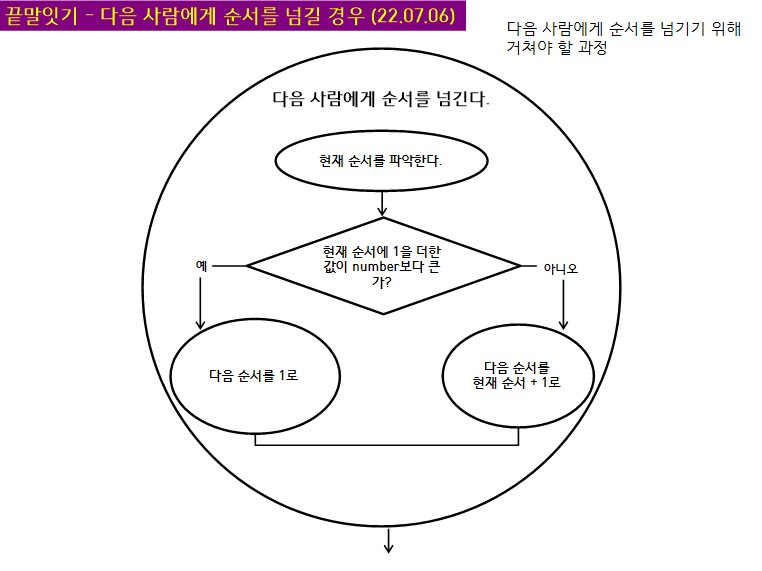 끝말잇기 - 다음 사람에게 순서를 넘길 경우 (22.07.06)
다음 사람에게 순서를 넘기기 위해
거쳐야 할 과정
다음 사람에게 순서를 넘긴다.
현재 순서를 파악한다.
현재 순서에 1을 더한
값이 number보다 큰
가?
예
아니오
다음 순서를 1로
다음 순서를
현재 순서 + 1로